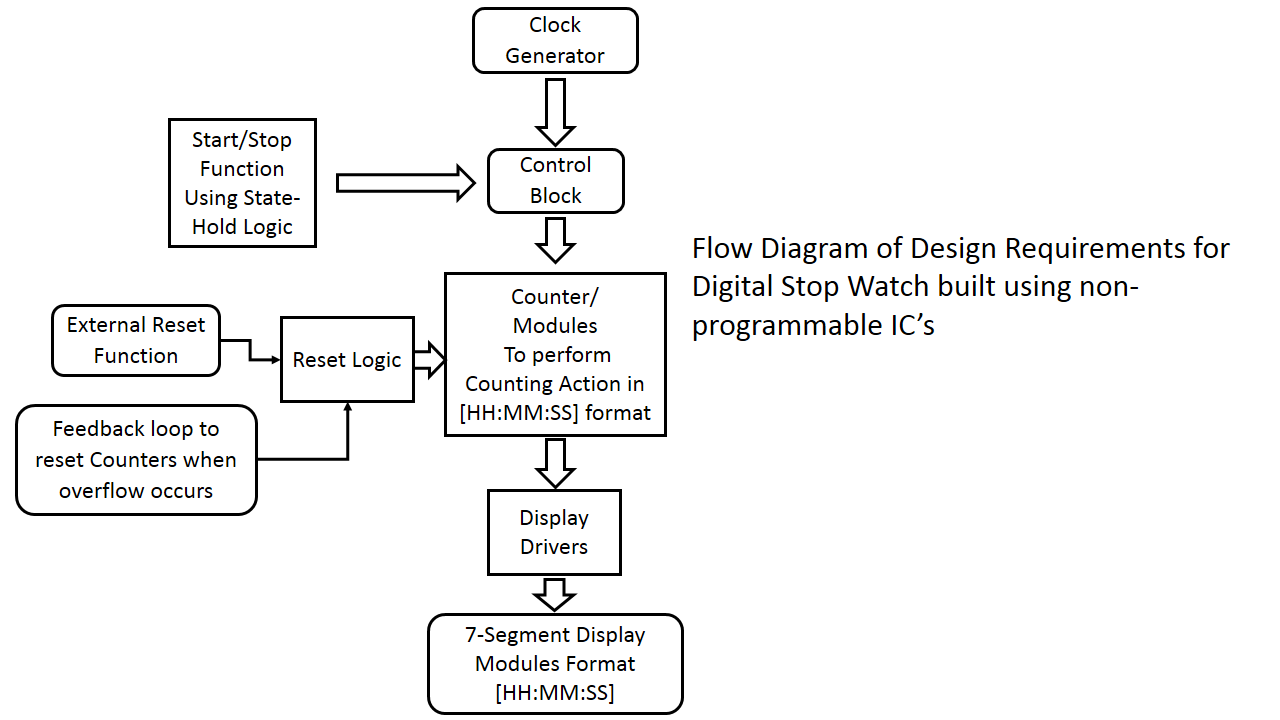 Clock
Generator
Start/Stop
Function
Using State-
Hold Logic
Control
Block
Flow Diagram of Design Requirements for
Digital Stop Watch built using non-
programmable IC’s
External Reset
Function
Reset Logic
Counter/
Modules
To perform
Counting Action in
[HH:MM:SS] format
Feedback loop to
reset Counters when
overflow occurs
Display
Drivers
7-Segment Display
Modules Format
[HH:MM:SS]